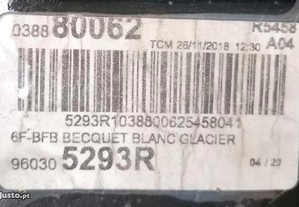 0388 80062 R5458
TCM 28/11/2018 12:30 A04
5293R1038800625458041
6F-BFB BECQUET BLANC GLACIER
96030 5293R 04 / 20
pt